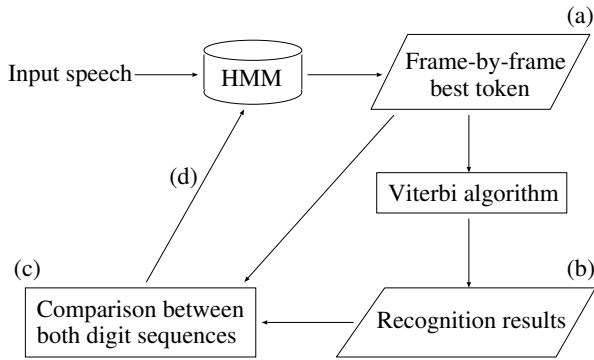 (a)
Input speech
HMM
Frame-by-frame
best token
(d)
Viterbi algorithm
(c)
(b)
Comparison between
both digit sequences
Recognition results